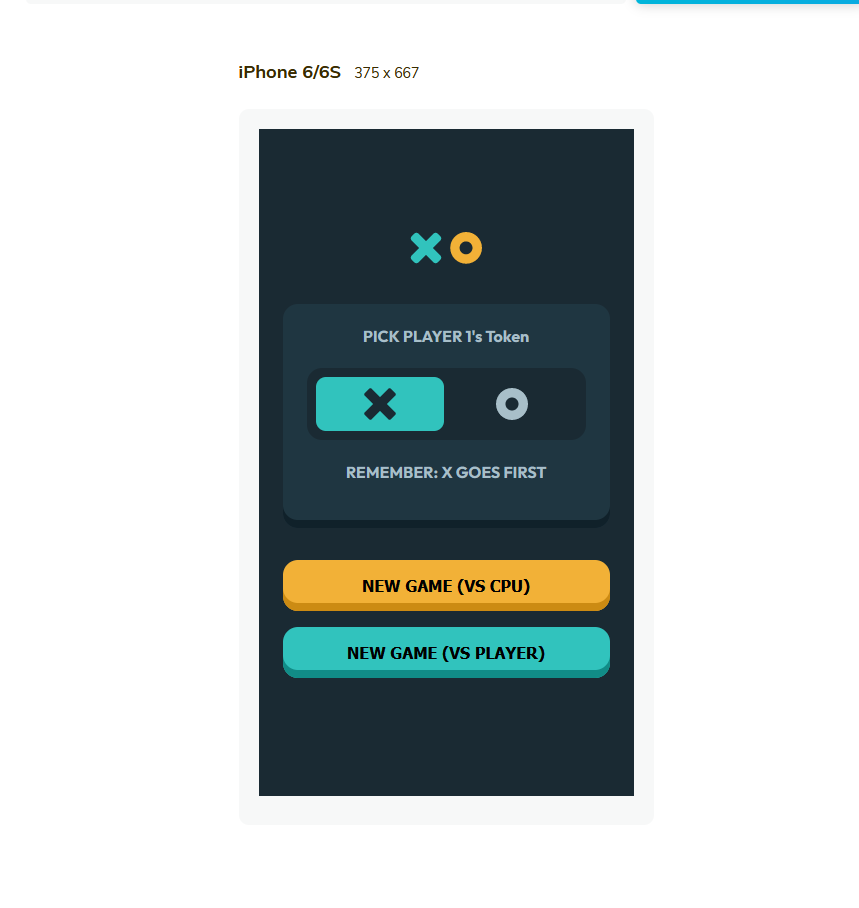 iPhone 6/6S 375 x 667
PICK PLAYER 1's Token
REMEMBER: X GOES FIRST
NEW GAME (VS CPU)
NEW GAME (VS PLAYER)